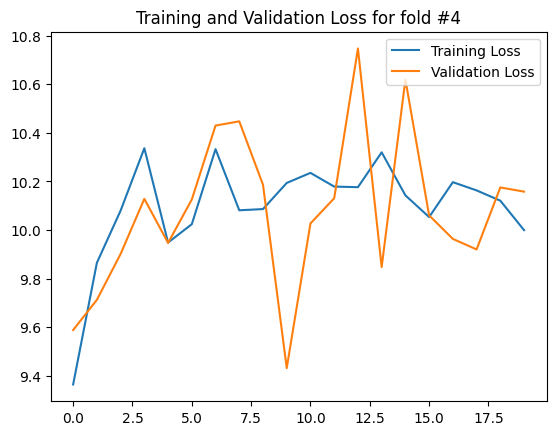 Training and Validation Loss for fold #4
Training Loss
Validation Loss
10.8
10.6
10.4
10.2
10.0
9.8
9.6
9.4
0.0 2.5 5.0 7.5 10.0 12.5 15.0 17.5